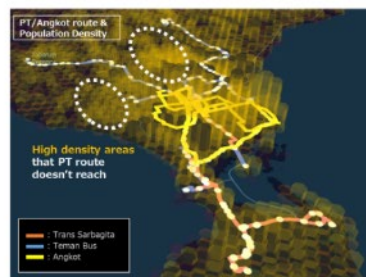 PT/Angkot route &
Population Density
High density areas
that PT route
doesn't reach
: Trans Sarbagita
: Teman Bus
: Angkot